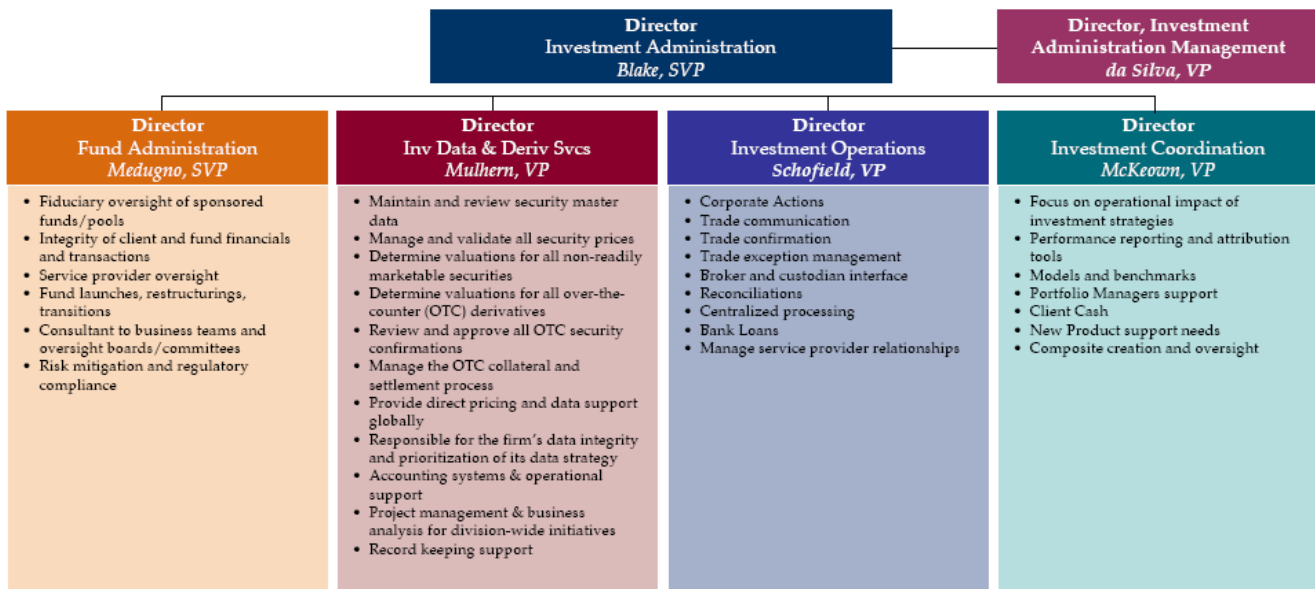 Director
Investment Administration
Blake, SVP
Director, Investment
Administration Management
da Silva, VP
Director
Fund Administration
Medugno, SVP
• Fiduciary oversight of sponsored
funds/pools
• Integrity of client and fund financials
and transactions
• Service provider oversight
• Fund launches, restructurings,
transitions
• Consultant to business teams and
oversight boards/committees
• Risk mitigation and regulatory
compliance
Director
Inv Data & Deriv Svcs
Mulhern, VP
• Maintain and review security master
data
• Manage and validate all security prices
• Determine valuations for all non-readily
marketable securities
• Determine valuations for all over-the-
counter (OTC) derivatives
• Review and approve all OTC security
confirmations
• Manage the OTC collateral and
settlement process
• Provide direct pricing and data support
globally
• Responsible for the firm's data integrity
and prioritization of its data strategy
• Accounting systems & operational
support
• Project management & business
analysis for division-wide initiatives
• Record keeping support
Director
Investment Operations
Schofield, VP
• Corporate Actions
• Trade communication
• Trade confirmation
• Trade exception management
• Broker and custodian interface
• Reconciliations
• Centralized processing
• Bank Loans
• Manage service provider relationships
Director
Investment Coordination
McKeown, VP
• Focus on operational impact of
investment strategies
• Performance reporting and attribution
tools
• Models and benchmarks
• Portfolio Managers support
• Client Cash
• New Product support needs
• Composite creation and oversight